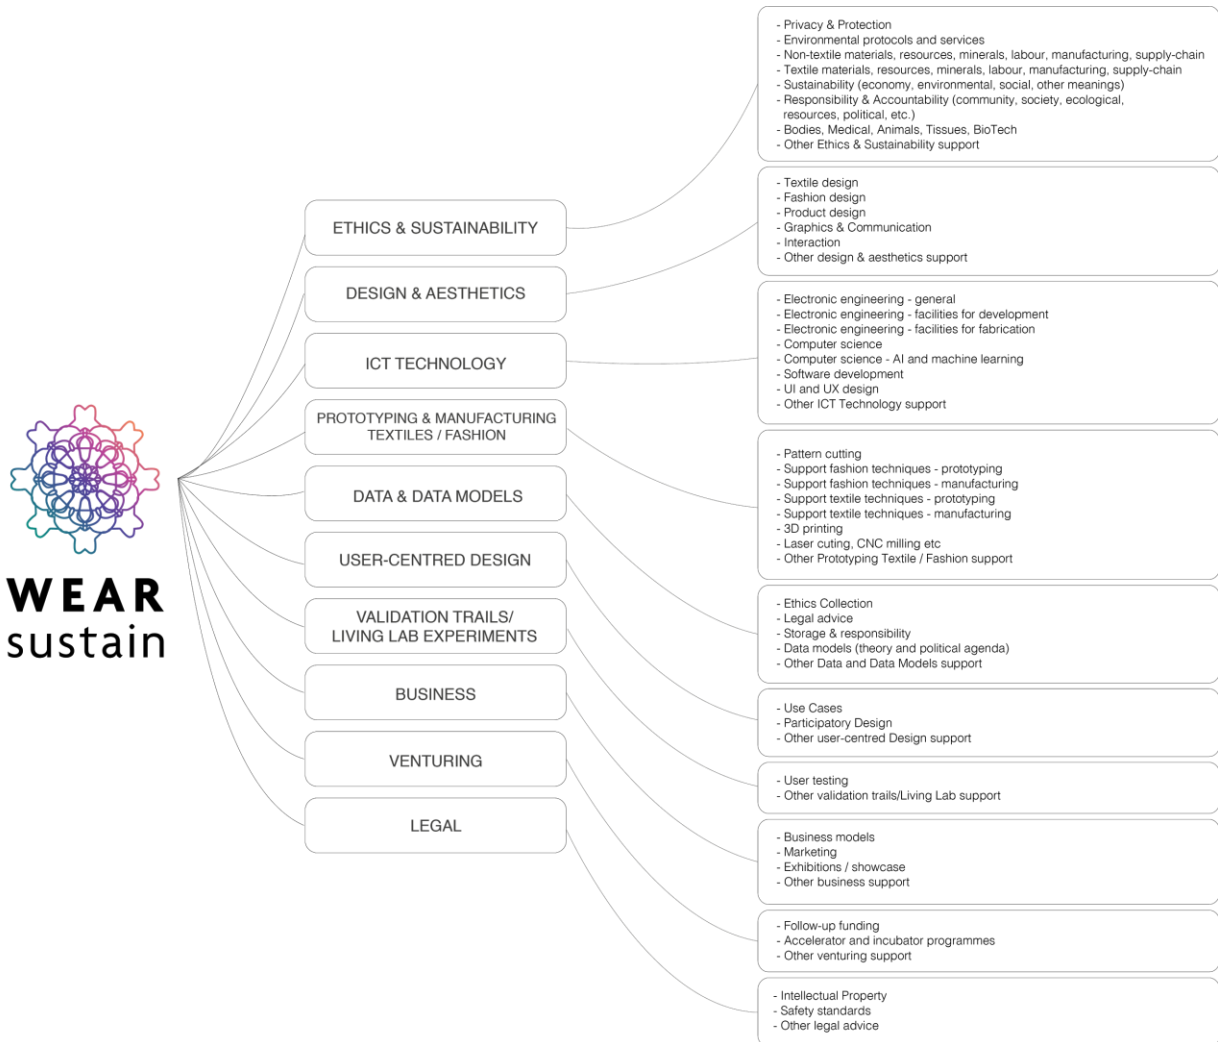 WEAR
sustain
ETHICS & SUSTAINABILITY
DESIGN & AESTHETICS
ICT TECHNOLOGY
PROTOTYPING & MANUFACTURING
TEXTILES / FASHION
DATA & DATA MODELS
USER-CENTRED DESIGN
VALIDATION TRAILS/
LIVING LAB EXPERIMENTS
BUSINESS
VENTURING
LEGAL
- Privacy & Protection
- Environmental protocols and services
- Non-textile materials, resources, minerals, labour, manufacturing, supply-chain
- Textile materials, resources, minerals, labour, manufacturing, supply-chain
- Sustainability (economy, environmental, social, other meanings)
- Responsibility & Accountability (community, society, ecological,
resources, political, etc.)
- Bodies, Medical, Animals, Tissues, BioTech
- Other Ethics & Sustainability support
- Textile design
- Fashion design
- Product design
- Graphics & Communication
- Interaction
- Other design & aesthetics support
- Electronic engineering - general
- Electronic engineering - facilities for development
- Electronic engineering - facilities for fabrication
- Computer science
- Computer science - AI and machine learning
- Software development
- UI and UX design
- Other ICT Technology support
- Pattern cutting
- Support fashion techniques - prototyping
- Support fashion techniques - manufacturing
- Support textile techniques - prototyping
- Support textile techniques - manufacturing
- 3D printing
- Laser cuting, CNC milling etc
- Other Prototyping Textile / Fashion support
- Ethics Collection
- Legal advice
- Storage & responsibility
- Data models (theory and political agenda)
- Other Data and Data Models support
- Use Cases
- Participatory Design
- Other user-centred Design support
- User testing
- Other validation trails/Living Lab support
- Business models
- Marketing
- Exhibitions / showcase
- Other business support
- Follow-up funding
- Accelerator and incubator programmes
- Other venturing support
- Intellectual Property
- Safety standards
- Other legal advice